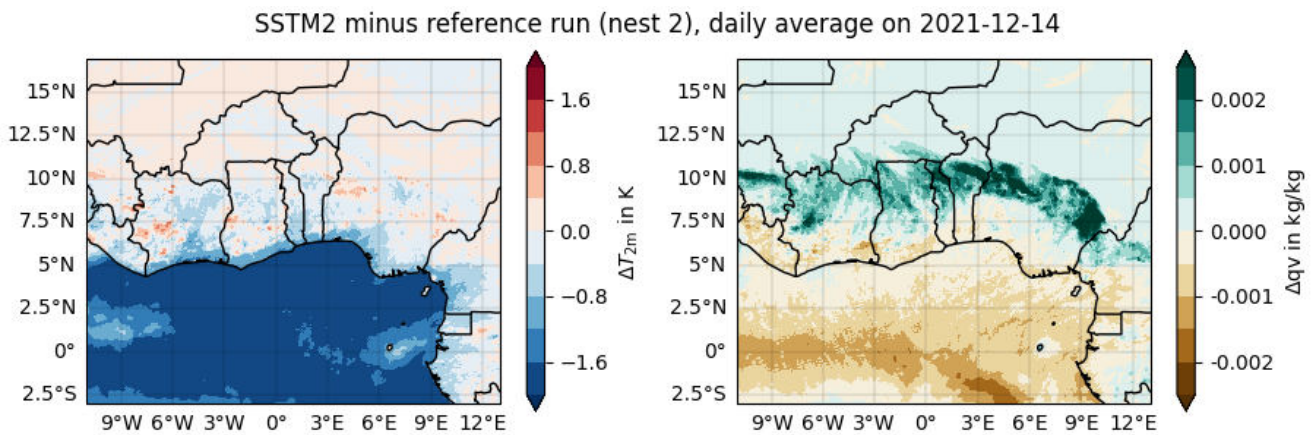 SSTM2 minus reference run (nest 2), daily average on 2021-12-14
15°N
12.5°N
10°N
7.5°N
5°N
2.5°N
0°
2.5°S
9°W 6°W 3°W 0° 3°E 6°E 9°E 12°E
1.6
0.8
0.0
−0.8
−1.6
ΔT2m in K
15°N
12.5°N
10°N
7.5°N
5°N
2.5°N
0°
2.5°S
9°W 6°W 3°W 0° 3°E 6°E 9°E 12°E
0.002
0.001
0.000
-0.001
-0.002
Δqv in kg/kg